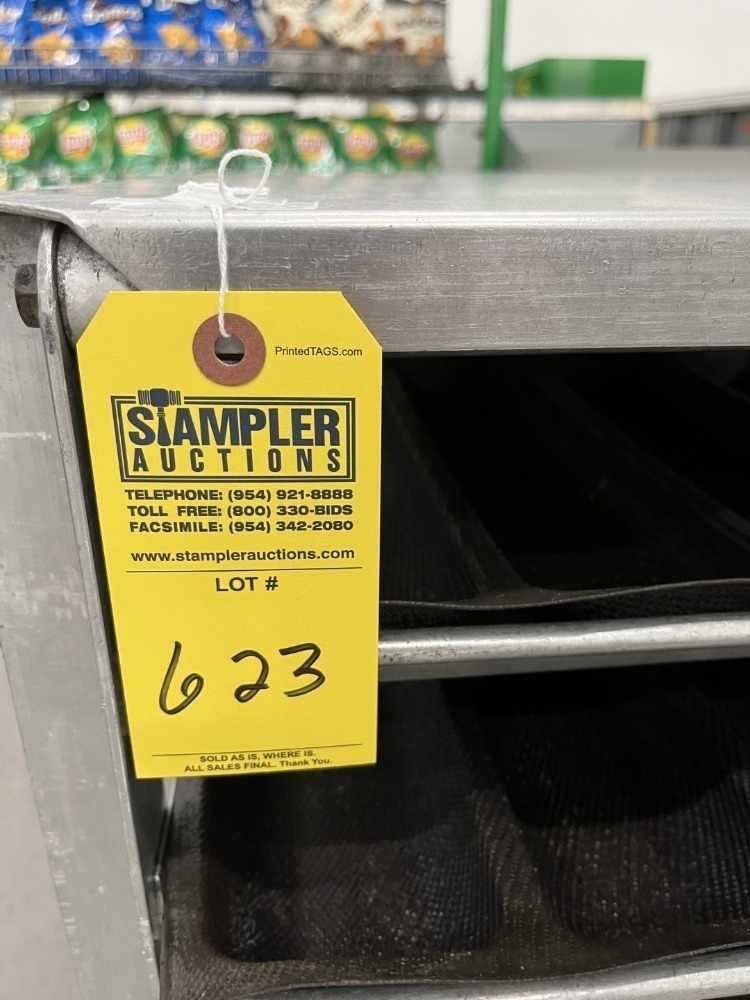 PrintedTAGS.com
STAMPLER
AUCTIONS
TELEPHONE: (954) 921-8888
TOLL FREE: (800) 330-BIDS
FACSIMILE: (954) 342-2080
www.stamplerauctions.com
LOT #
623
SOLD AS IS, WHERE IS.
ALL SALES FINAL. Thank You.